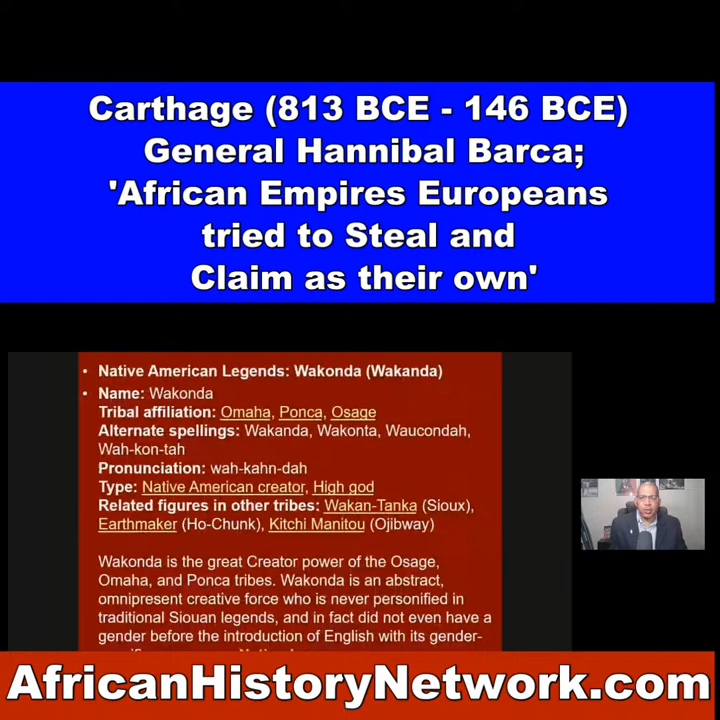 Carthage (813 BCE - 146 BCE)
General Hannibal Barca;
'African Empires Europeans
tried to Steal and
Claim as their own'
• Native American Legends: Wakonda (Wakanda)
• Name: Wakonda
Tribal affiliation: Omaha, Ponca, Osage
Alternate spellings: Wakanda, Wakonta, Waucondah,
Wah-kon-tah
Pronunciation: wah-kahn-dah
Type: Native American creator, High god
Related figures in other tribes: Wakan-Tanka (Sioux),
Earthmaker (Ho-Chunk), Kitchi Manitou (Ojibway)
Wakonda is the great Creator power of the Osage,
Omaha, and Ponca tribes. Wakonda is an abstract,
omnipresent creative force who is never personified in
traditional Siouan legends, and in fact did not even have a
gender before the introduction of English with its gender-
AfricanHistoryNetwork.com